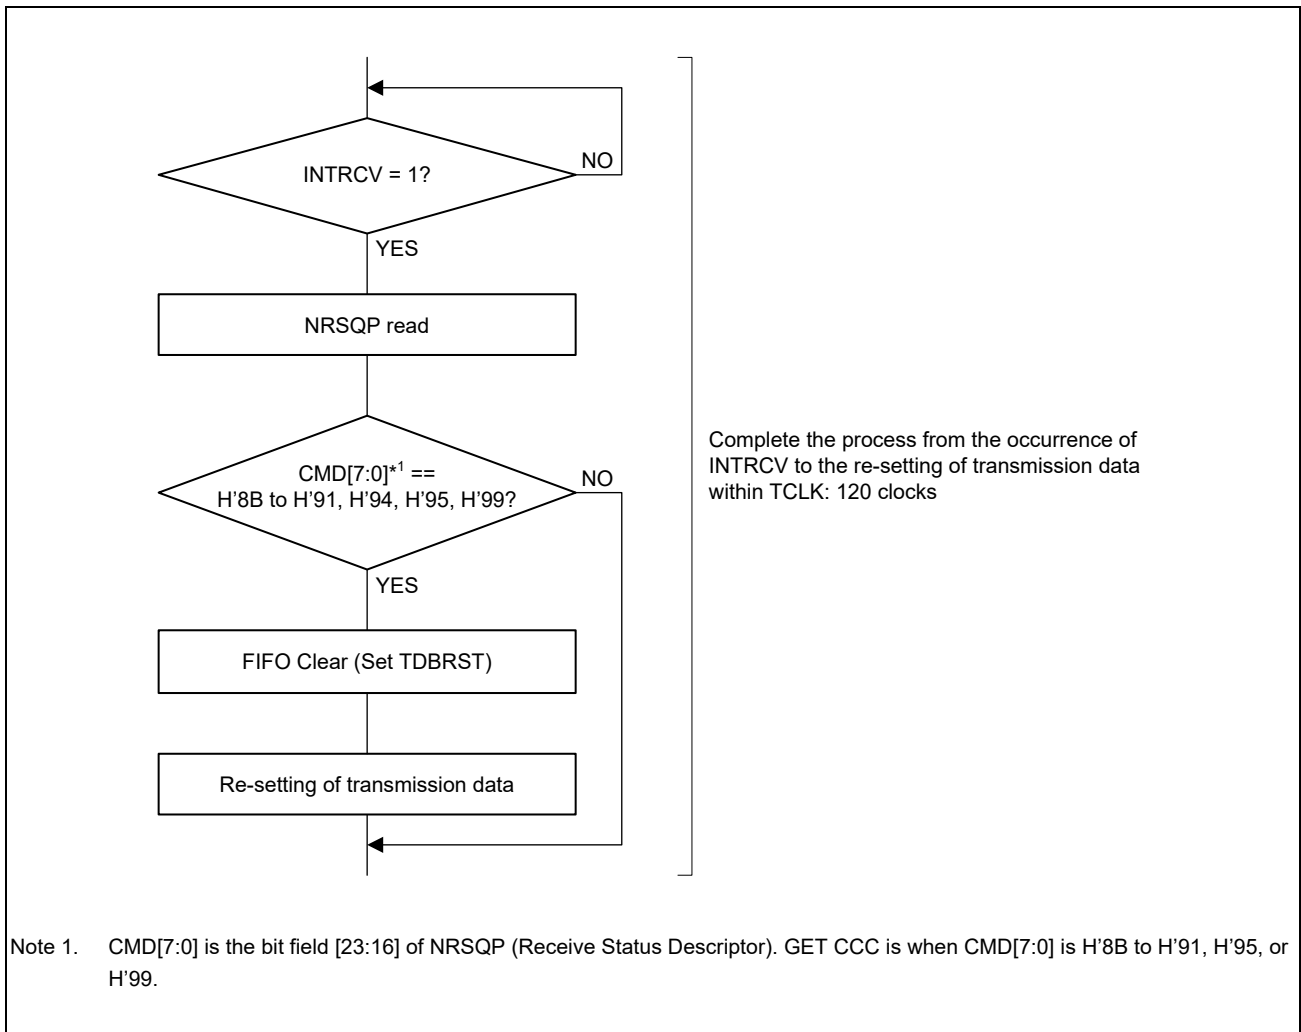 INTRCV = 1?
NO
YES
NRSQP read
CMD[7:0]*1 ==
H'8B to H'91, H'94, H'95, H'99?
NO
YES
FIFO Clear (Set TDBRST)
Re-setting of transmission data
Complete the process from the occurrence of
INTRCV to the re-setting of transmission data
within TCLK: 120 clocks
Note 1. CMD[7:0] is the bit field [23:16] of NRSQP (Receive Status Descriptor). GET CCC is when CMD[7:0] is H'8B to H'91, H'95, or
H'99.